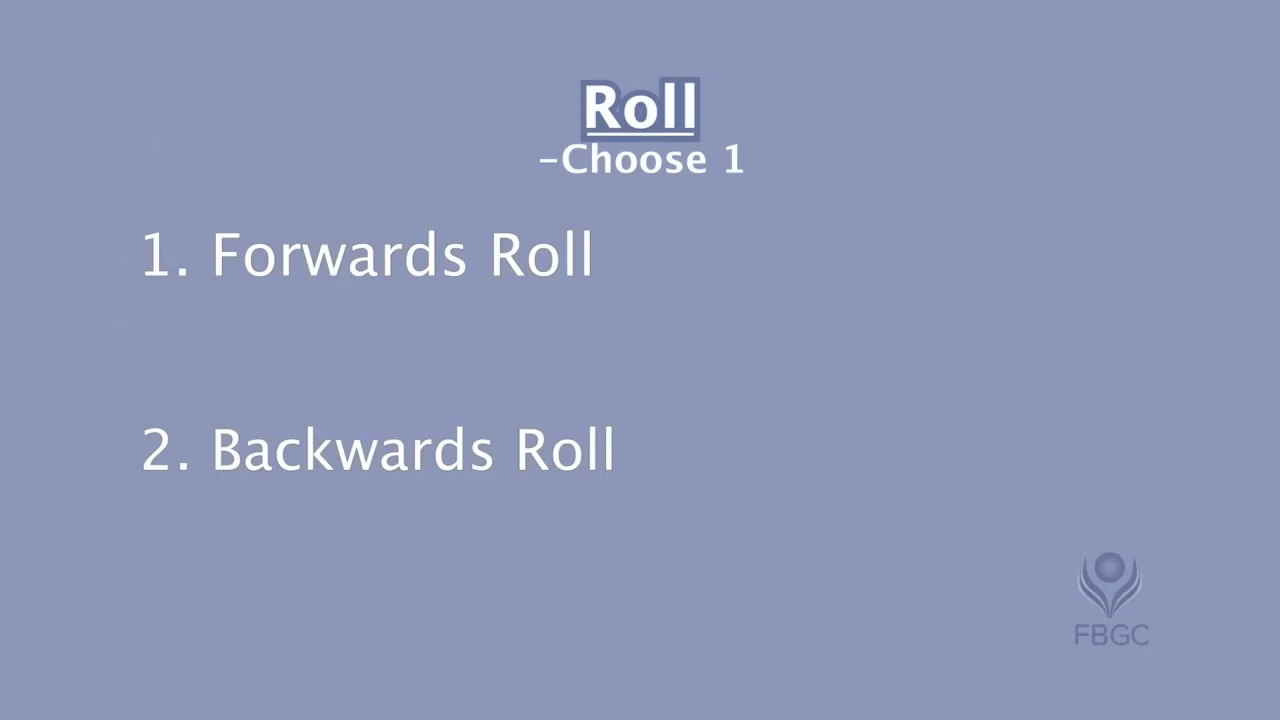 Roll
–Choose 1
1. Forwards Roll
2. Backwards Roll
FBGC